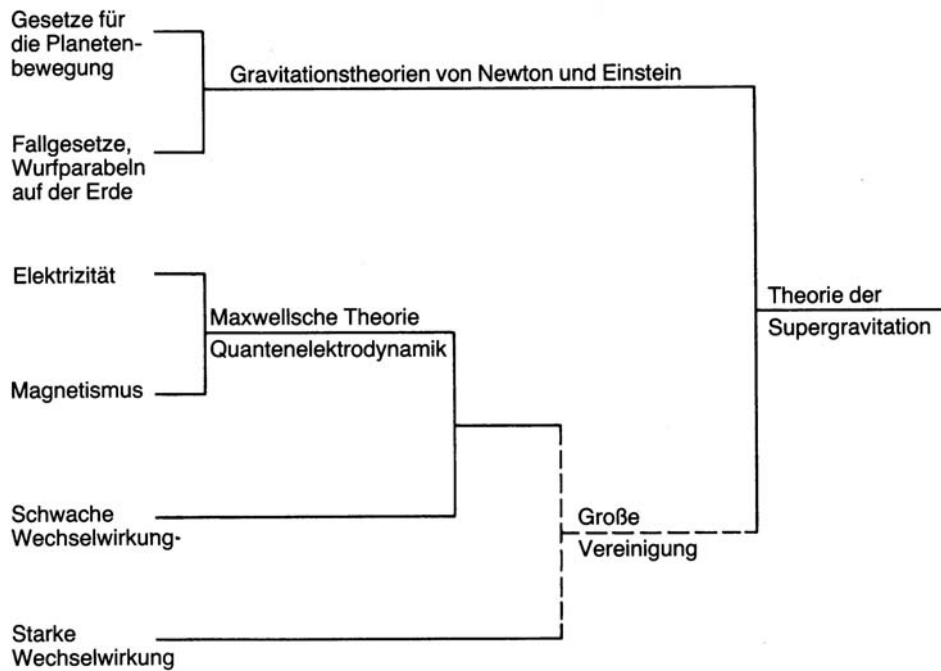 Gesetze für
die Planeten-
bewegung
Gravitationstheorien von Newton und Einstein
Fallgesetze,
Wurfparabeln
auf der Erde
Elektrizität
Maxwellsche Theorie
Quantenelektrodynamik
Magnetismus
Theorie der
Supergravitation
Schwache
Wechselwirkung-
Große
Vereinigung
Starke
Wechselwirkung